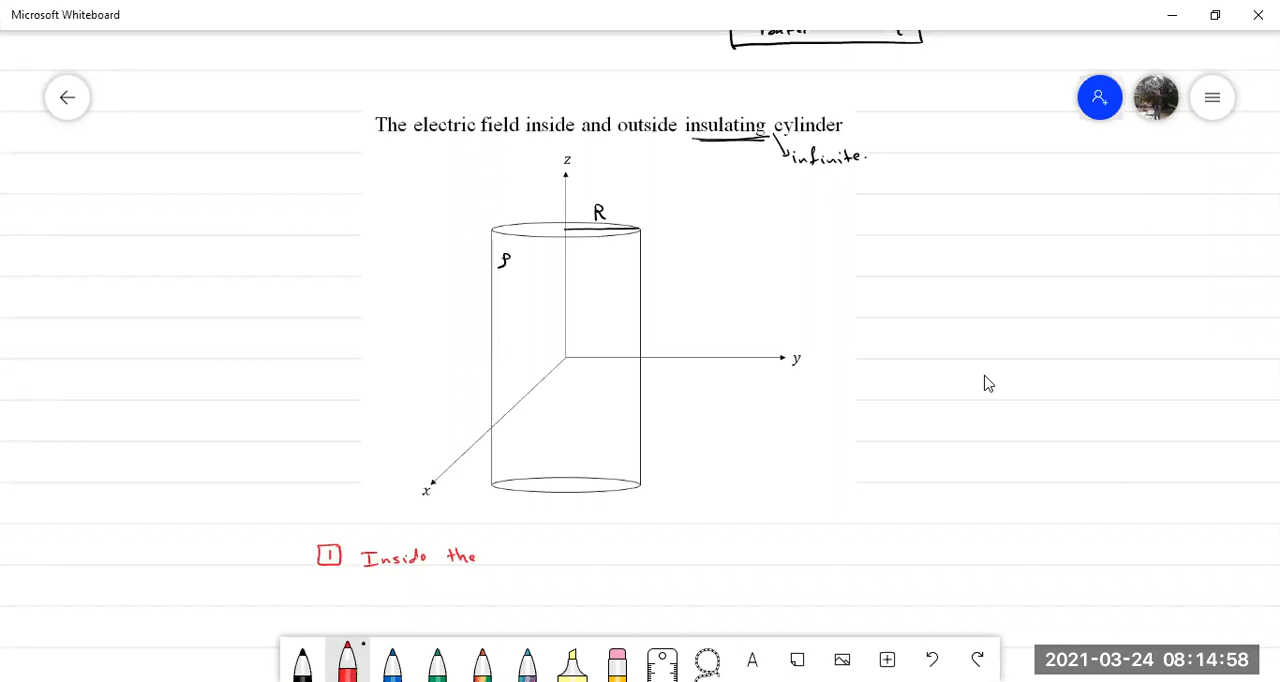 Microsoft Whiteboard
The electric field inside and outside insulating cylinder
infinite.
z
R
ρ
y
x
1 Inside the
A
2021-03-24 08:14:58